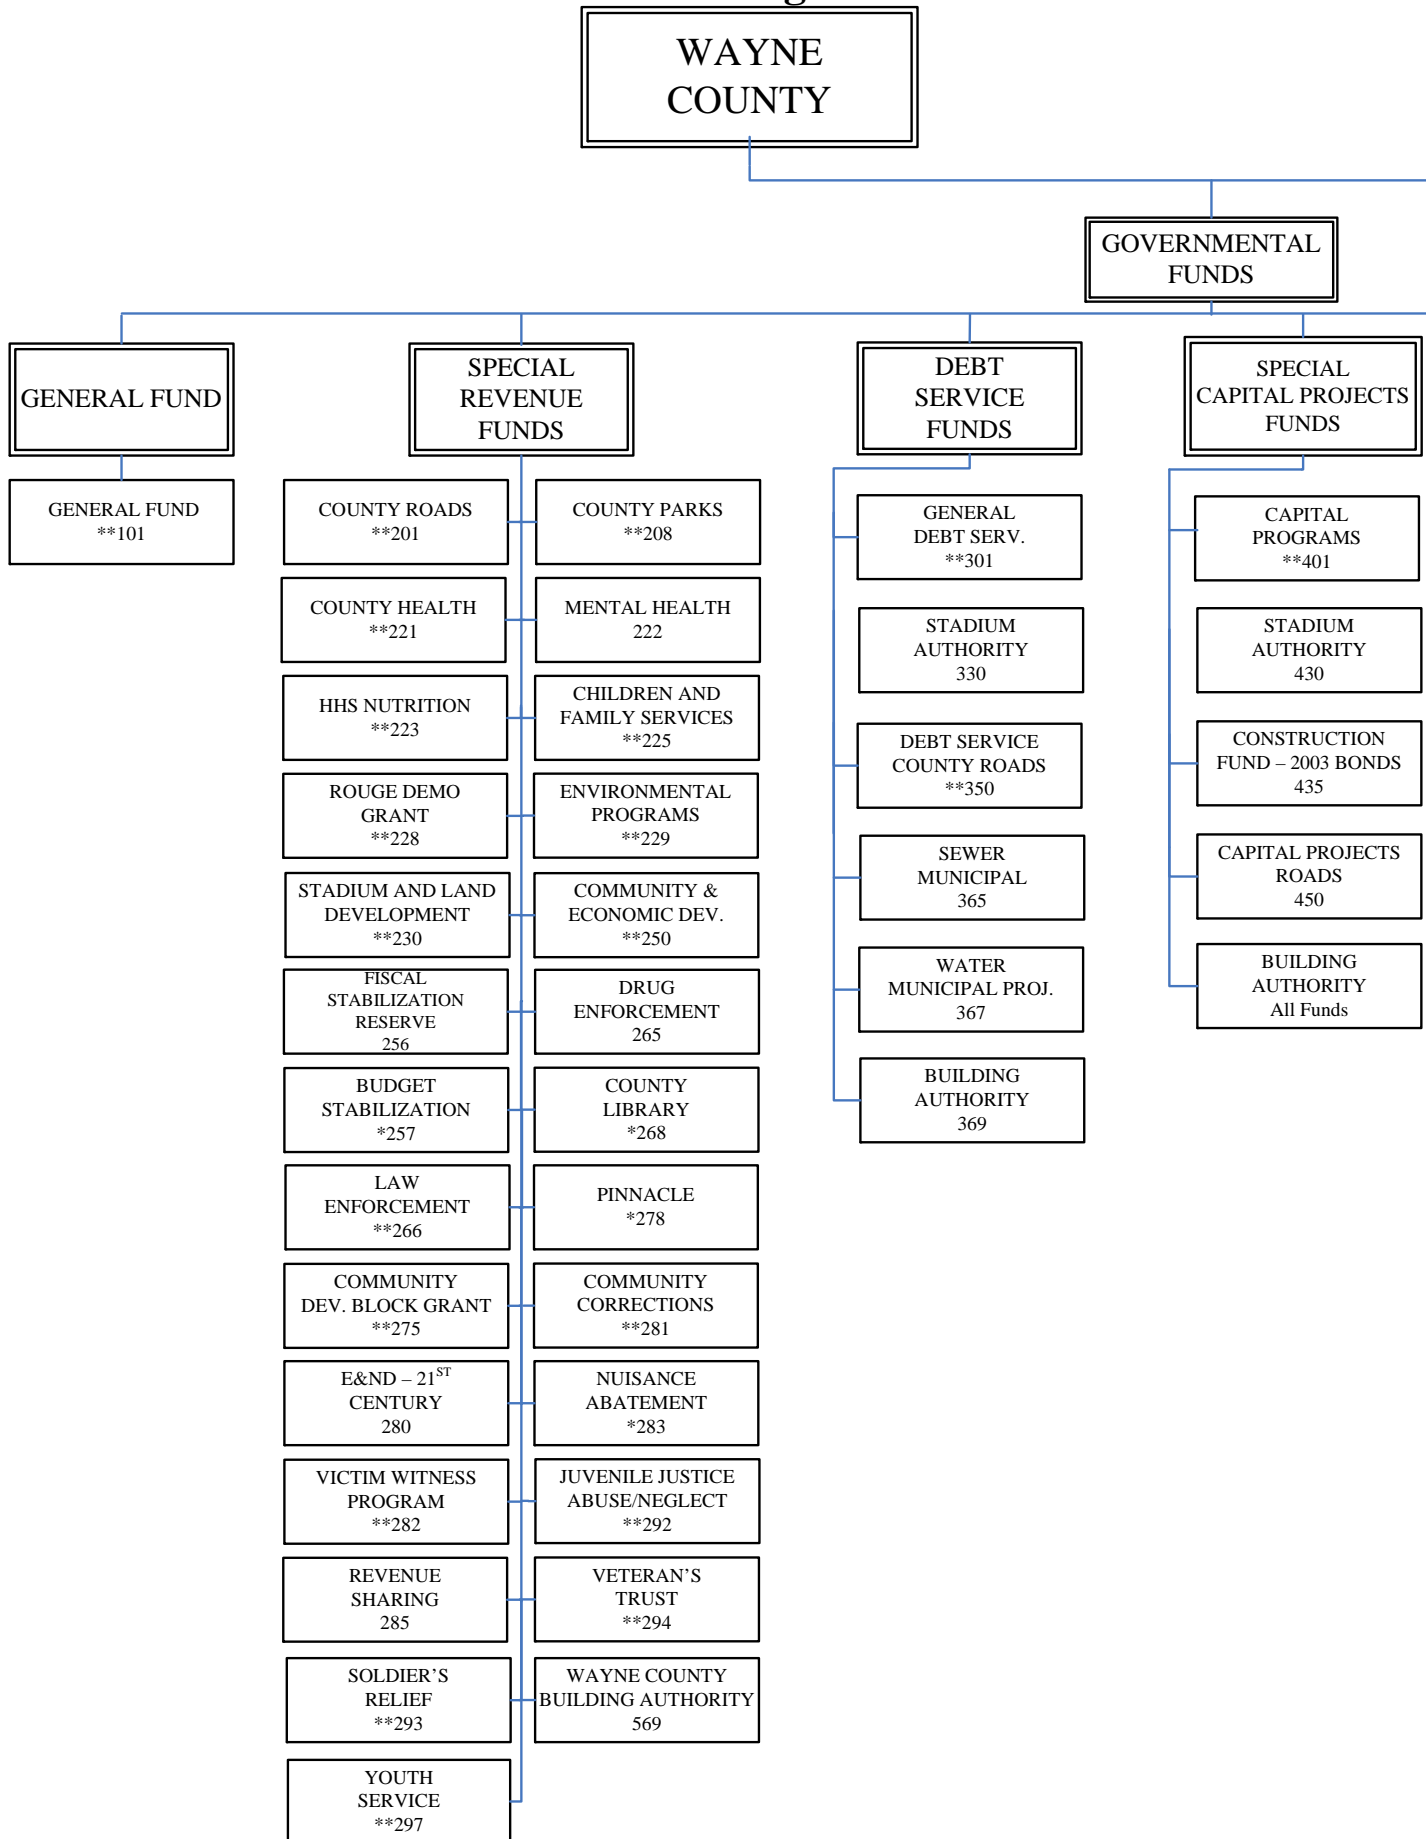 WAYNE
COUNTY
GOVERNMENTAL
FUNDS
GENERAL FUND
SPECIAL
REVENUE
FUNDS
DEBT
SERVICE
FUNDS
SPECIAL
CAPITAL PROJECTS
FUNDS
GENERAL FUND
**101
COUNTY ROADS
**201
COUNTY PARKS
**208
COUNTY HEALTH
**221
MENTAL HEALTH
222
HHS NUTRITION
**223
CHILDREN AND
FAMILY SERVICES
**225
ROUGE DEMO
GRANT
**228
ENVIRONMENTAL
PROGRAMS
**229
STADIUM AND LAND
DEVELOPMENT
**230
COMMUNITY &
ECONOMIC DEV.
**250
FISCAL
STABILIZATION
RESERVE
256
DRUG
ENFORCEMENT
265
BUDGET
STABILIZATION
*257
COUNTY
LIBRARY
*268
LAW
ENFORCEMENT
**266
PINNACLE
*278
COMMUNITY
DEV. BLOCK GRANT
**275
COMMUNITY
CORRECTIONS
**281
E&ND – 21ST
CENTURY
280
NUISANCE
ABATEMENT
*283
VICTIM WITNESS
PROGRAM
**282
JUVENILE JUSTICE
ABUSE/NEGLECT
**292
REVENUE
SHARING
285
VETERAN’S
TRUST
**294
SOLDIER’S
RELIEF
**293
WAYNE COUNTY
BUILDING AUTHORITY
569
YOUTH
SERVICE
**297
GENERAL
DEBT SERV.
**301
STADIUM
AUTHORITY
330
DEBT SERVICE
COUNTY ROADS
**350
SEWER
MUNICIPAL
365
WATER
MUNICIPAL PROJ.
367
BUILDING
AUTHORITY
369
CAPITAL
PROGRAMS
**401
STADIUM
AUTHORITY
430
CONSTRUCTION
FUND – 2003 BONDS
435
CAPITAL PROJECTS
ROADS
450
BUILDING
AUTHORITY
All Funds